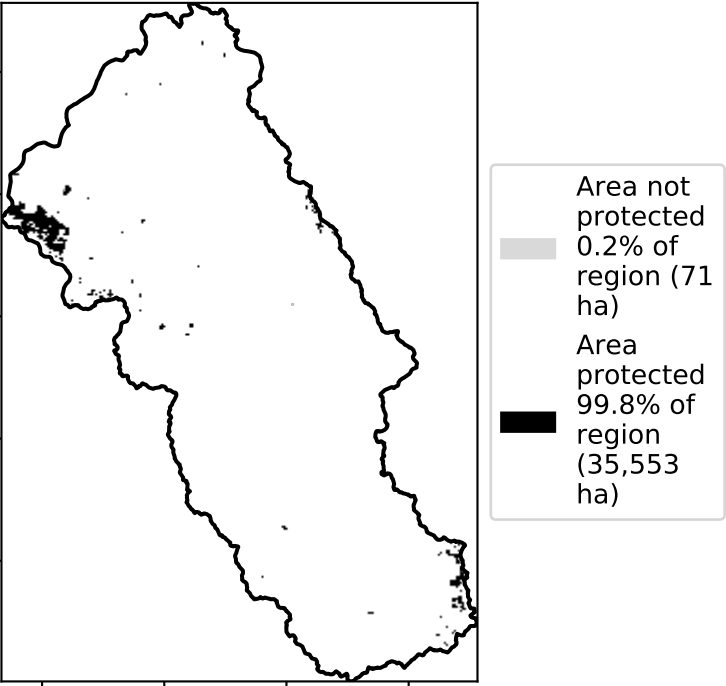 Area not
protected
0.2% of
region (71
ha)
Area
protected
99.8% of
region
(35,553
ha)